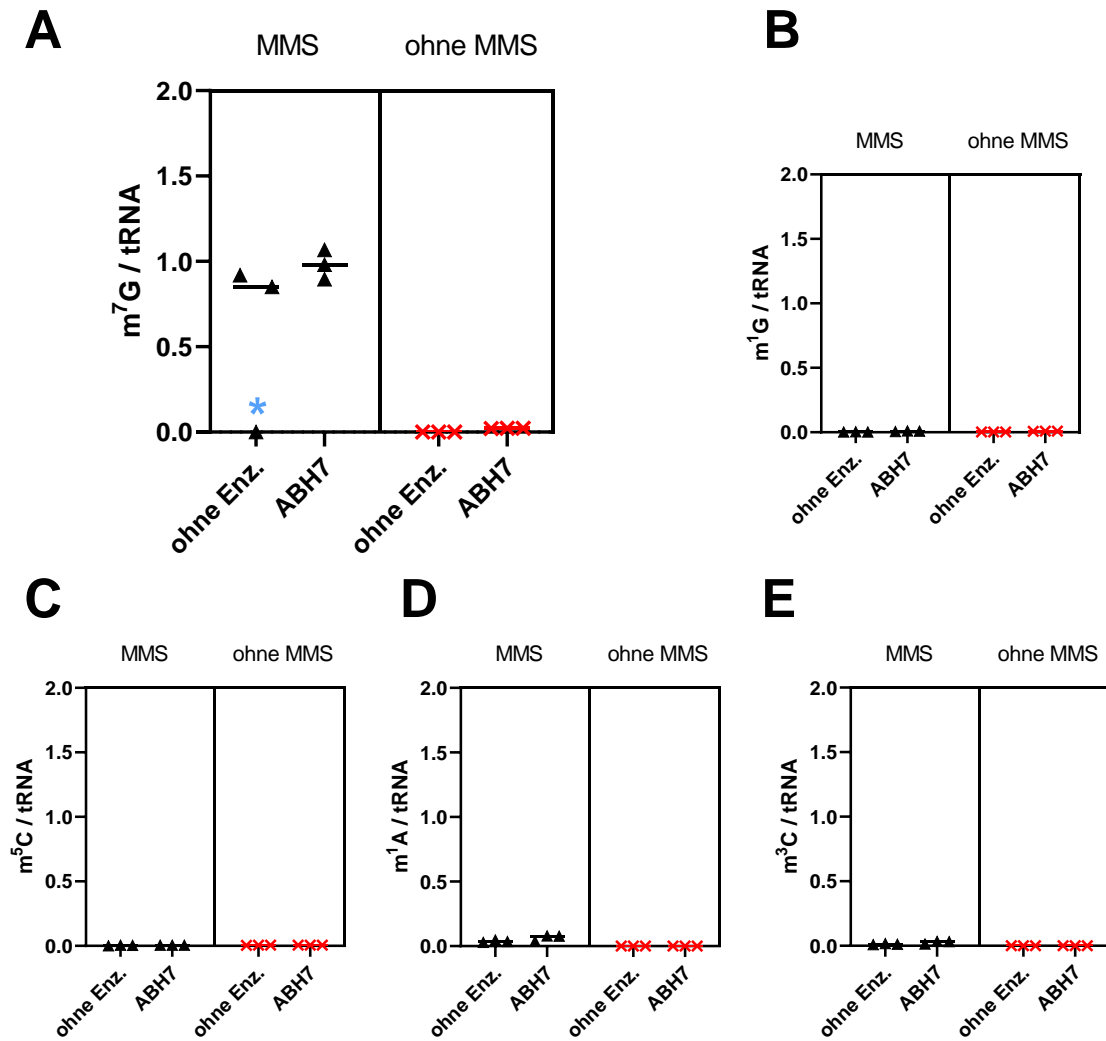 A
MMS
ohne MMS
m⁷G / tRNA
2.0
1.5
1.0
0.5
0.0
*
ohne Enz.
ABH7
ohne Enz.
ABH7
B
MMS
ohne MMS
m¹G / tRNA
2.0
1.5
1.0
0.5
0.0
ohne Enz.
ABH7
ohne Enz.
ABH7
C
MMS
ohne MMS
m⁵C / tRNA
2.0
1.5
1.0
0.5
0.0
ohne Enz.
ABH7
ohne Enz.
ABH7
D
MMS
ohne MMS
m¹A / tRNA
2.0
1.5
1.0
0.5
0.0
ohne Enz.
ABH7
ohne Enz.
ABH7
E
MMS
ohne MMS
m³C / tRNA
2.0
1.5
1.0
0.5
0.0
ohne Enz.
ABH7
ohne Enz.
ABH7